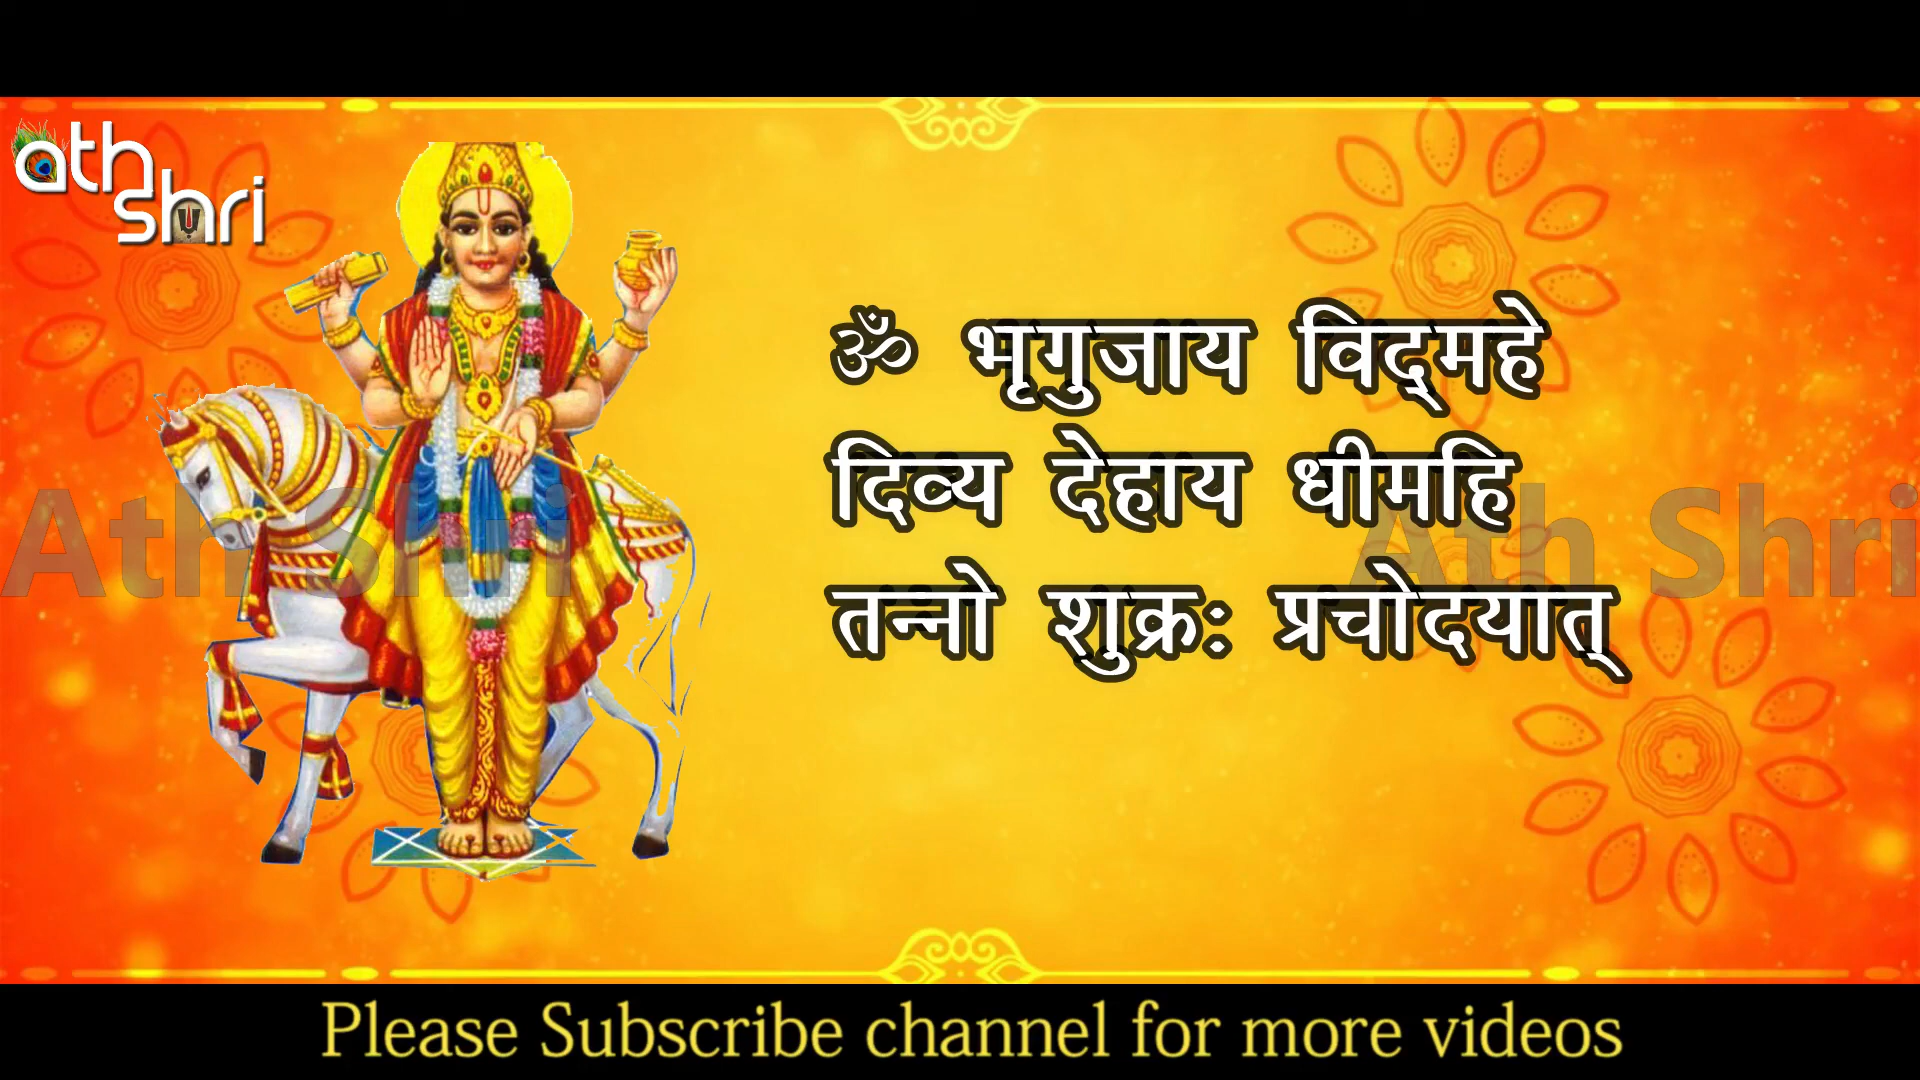 ath
shri
ॐ भृगुजाय विद्महे
दिव्य देहाय धीमहि
तन्नो शुक्रः प्रचोदयात्
Ath Shri
Ath Shri
Please Subscribe channel for more videos